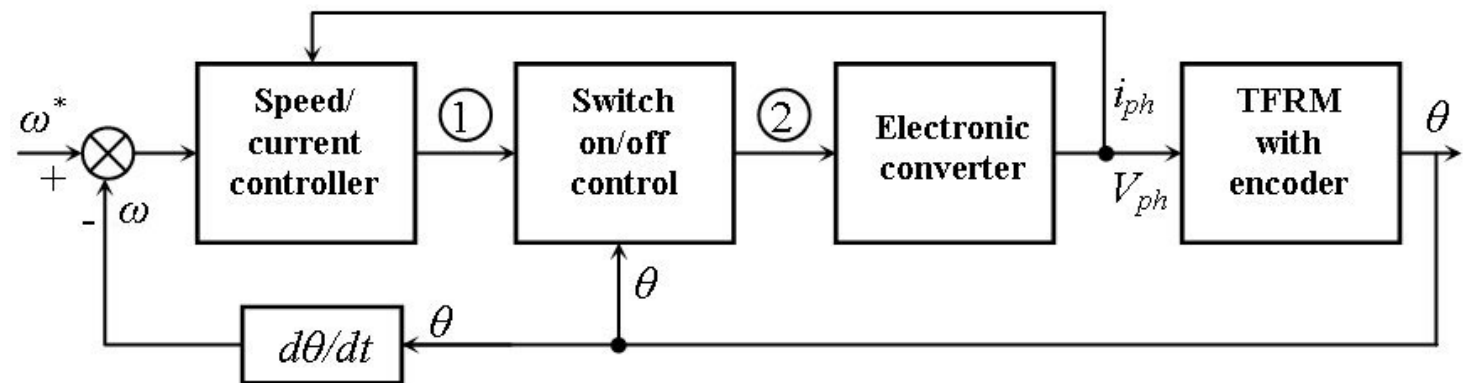 ω*
+
-
ω
Speed/
current
controller
①
Switch
on/off
control
②
Electronic
converter
i_ph
V_ph
TFRM
with
encoder
θ
θ
θ
dθ/dt